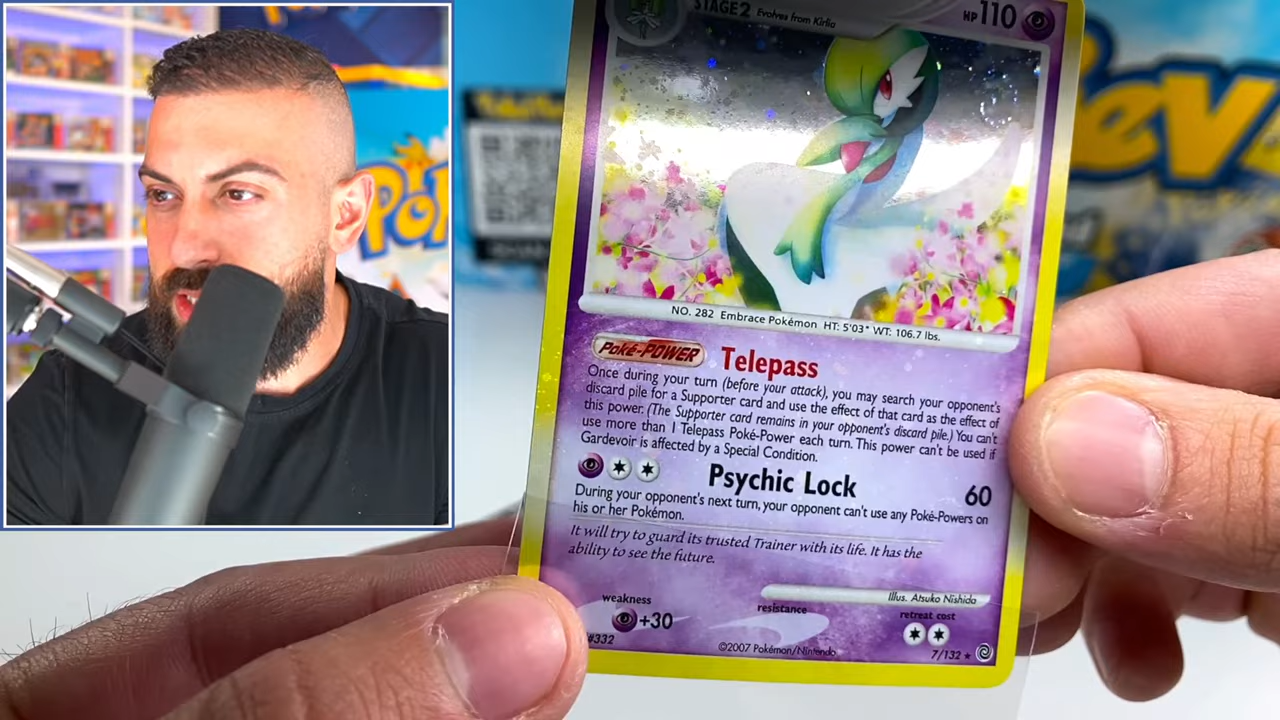 STAGE2 Evolves from Kirlia
HP 110
NO. 282 Embrace Pokémon HT: 5'03" WT: 106.7 lbs.
Poké-POWER Telepass
Once during your turn (before your attack), you may search your opponent's
discard pile for a Supporter card and use the effect of that card as the effect of
this power. (The Supporter card remains in your opponent's discard pile.) You can't
use more than 1 Telepass Poké-Power each turn. This power can't be used if
Gardevoir is affected by a Special Condition.
Psychic Lock 60
During your opponent's next turn, your opponent can't use any Poké-Powers on
his or her Pokémon.
It will try to guard its trusted Trainer with its life. It has the
ability to see the future.
Illus. Atsuko Nishida
weakness resistance retreat cost
+30
#332 ©2007 Pokémon/Nintendo 7/132